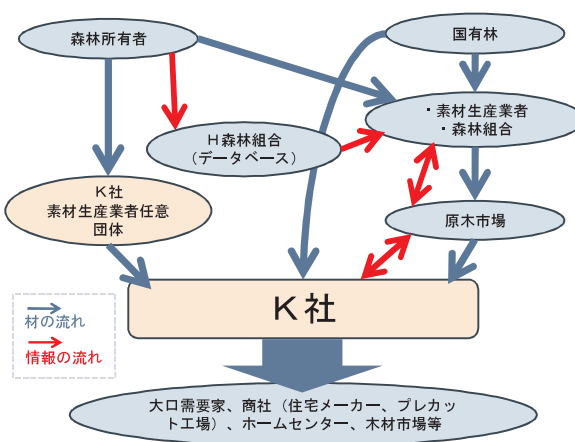 森林所有者
国有林
・素材生産業者
・森林組合
Ｈ森林組合
（データベース）
Ｋ社
素材生産業者任意
団体
原木市場
Ｋ社
材の流れ
情報の流れ
大口需要家、商社（住宅メーカー、プレカッ
ト工場）、ホームセンター、木材市場等